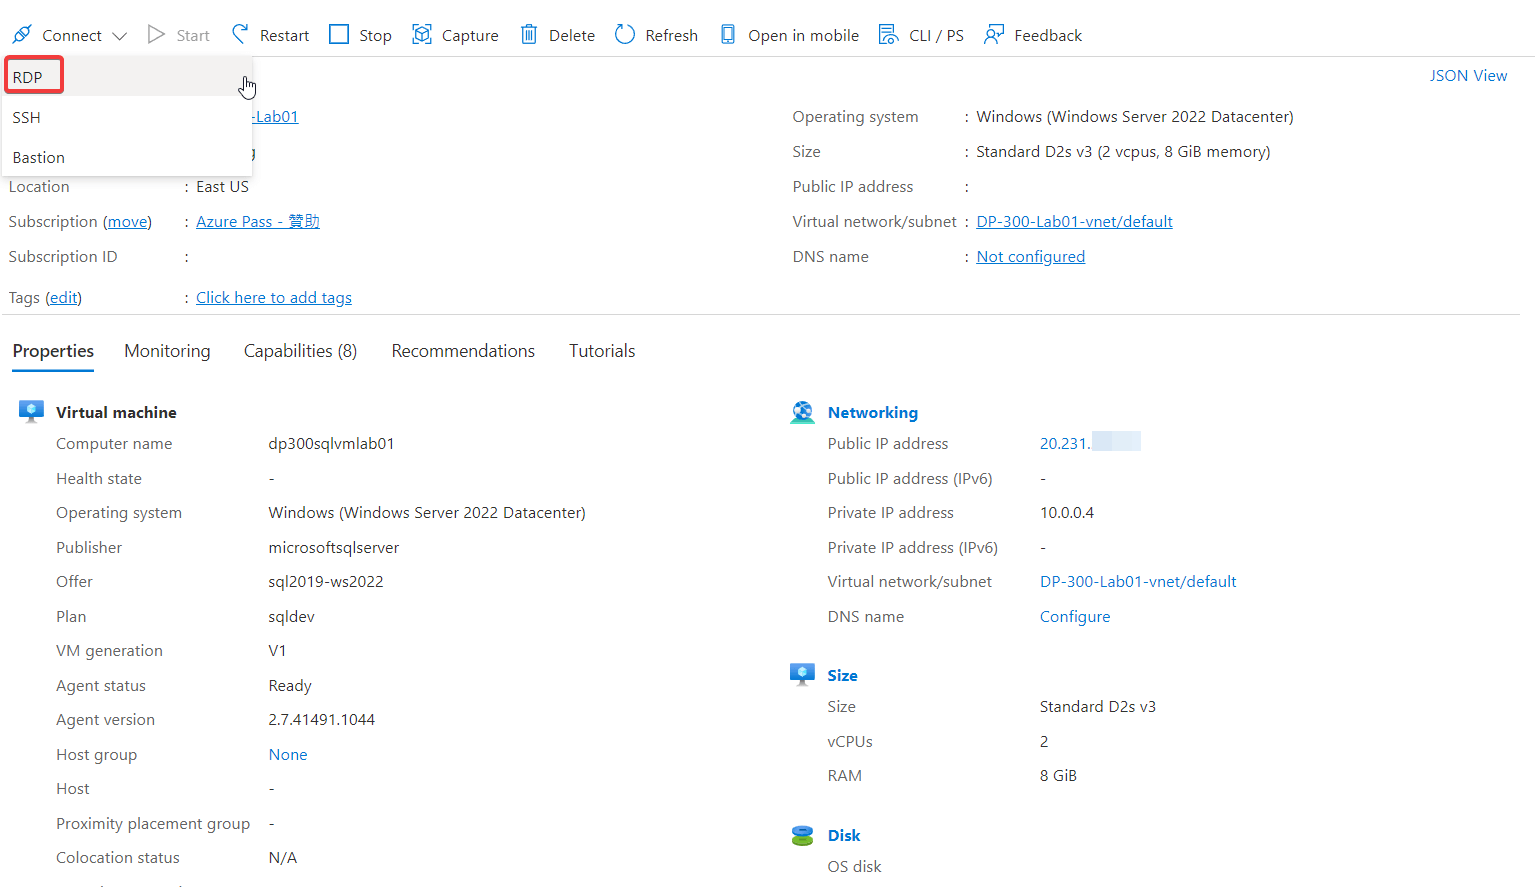 Connect Start Restart Stop Capture Delete Refresh Open in mobile CLI / PS Feedback
RDP
JSON View
SSH
-Lab01
Operating system : Windows (Windows Server 2022 Datacenter)
Bastion
Size : Standard D2s v3 (2 vcpus, 8 GiB memory)
Location : East US
Public IP address :
Subscription (move) : Azure Pass - 贊助
Virtual network/subnet : DP-300-Lab01-vnet/default
Subscription ID :
DNS name : Not configured
Tags (edit) : Click here to add tags
Properties Monitoring Capabilities (8) Recommendations Tutorials
Virtual machine
Computer name dp300sqlvmlab01
Health state -
Operating system Windows (Windows Server 2022 Datacenter)
Publisher microsoftsqlserver
Offer sql2019-ws2022
Plan sqldev
VM generation V1
Agent status Ready
Agent version 2.7.41491.1044
Host group None
Host -
Proximity placement group -
Colocation status N/A
Networking
Public IP address 20.231.
Public IP address (IPv6) -
Private IP address 10.0.0.4
Private IP address (IPv6) -
Virtual network/subnet DP-300-Lab01-vnet/default
DNS name Configure
Size
Size Standard D2s v3
vCPUs 2
RAM 8 GiB
Disk
OS disk